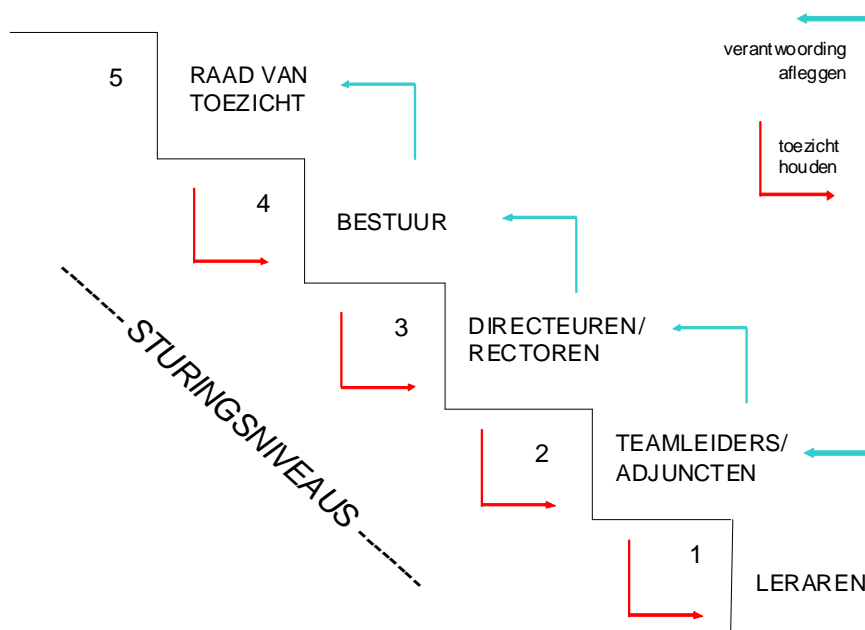 verantwoording
afleggen
5
RAAD VAN
TOEZICHT
toezicht
houden
4
BESTUUR
3
DIRECTEUREN/
RECTOREN
----- STURINGSNIVEAUS -----
2
TEAMLEIDERS/
ADJUNCTEN
1
LERAREN